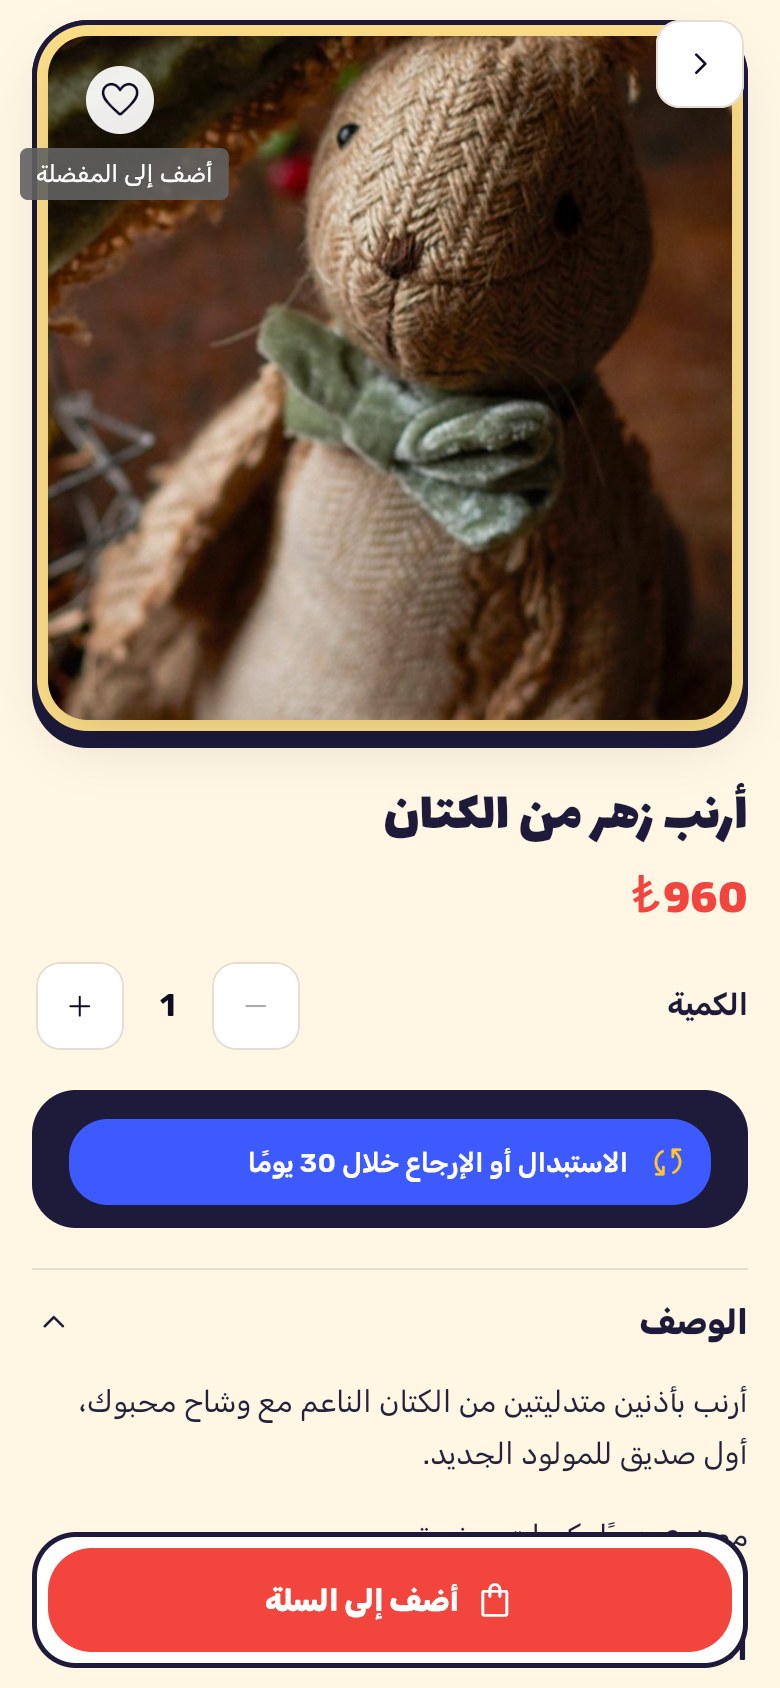 أضف إلى المفضلة
أرنب زهر من الكتان
₺960
الكمية
1
الاستبدال أو الإرجاع خلال 30 يومًا
الوصف
أرنب بأذنين متدليتين من الكتان الناعم مع وشاح محبوك،
أول صديق للمولود الجديد.
أضف إلى السلة